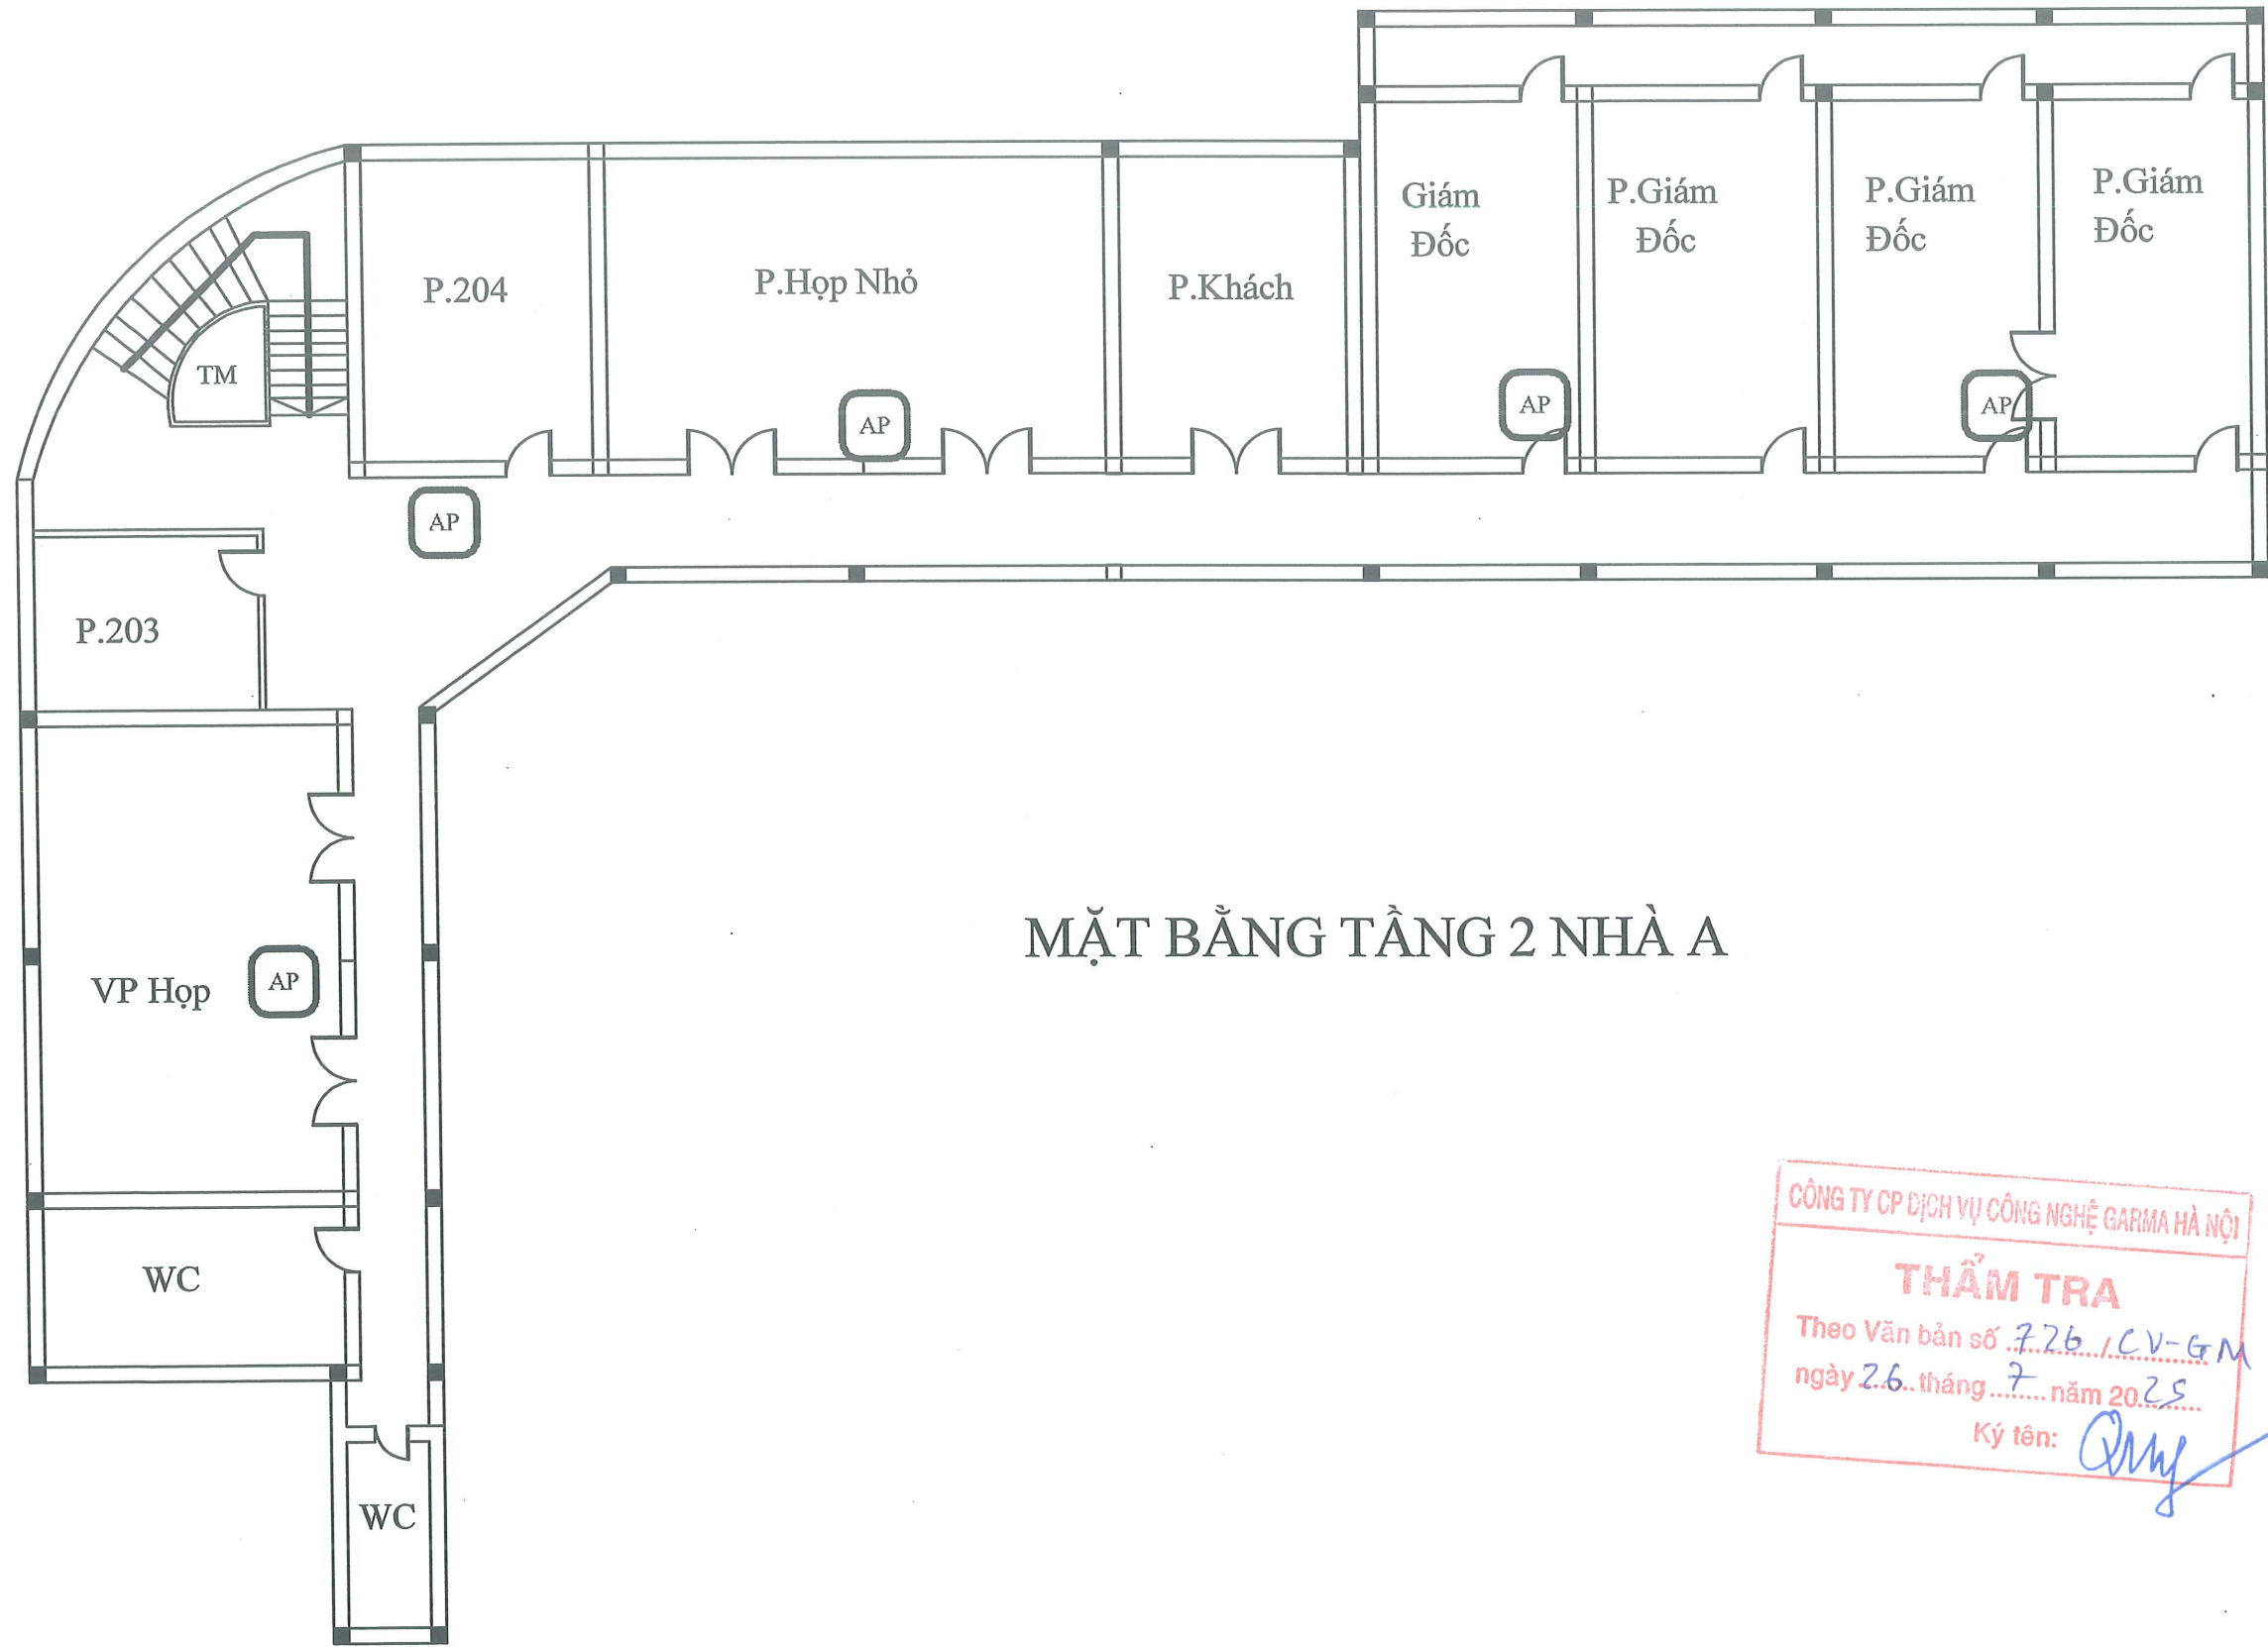 Giám
Đốc
P.Giám
Đốc
P.Giám
Đốc
P.Giám
Đốc
P.204
P.Họp Nhỏ
P.Khách
TM
AP
AP
AP
AP
P.203
VP Họp
AP
MẶT BẰNG TẦNG 2 NHÀ A
WC
WC
CÔNG TY CP DỊCH VỤ CÔNG NGHỆ GARMA HÀ NỘI
THẨM TRA
Theo Văn bản số 726 / CV-GM
ngày 26 tháng 7 năm 2025
Ký tên: